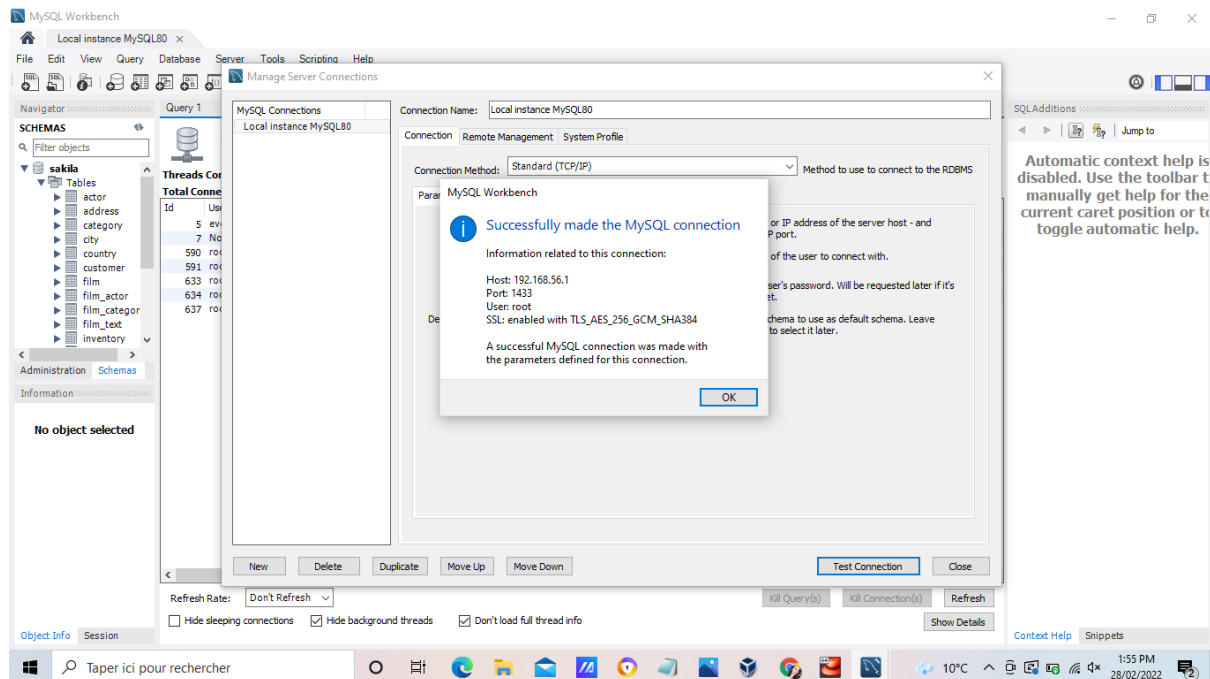 MySQL Workbench
Local instance MySQL80 ×
File Edit View Query Database Server Tools Scripting Help
Manage Server Connections
Navigator
SCHEMAS
Filter objects
sakila
Tables
actor
address
category
city
country
customer
film
film_actor
film_categor
film_text
inventory
Administration Schemas
Information
No object selected
Object Info Session
Query 1
Threads Con
Total Conne
Id Use
5 eve
7 No
590 roo
591 roo
633 roo
634 roo
637 roo
MySQL Connections
Local instance MySQL80
Connection Name: Local instance MySQL80
Connection Remote Management System Profile
Connection Method: Standard (TCP/IP) Method to use to connect to the RDBMS
Para
or IP address of the server host - and
P port.
of the user to connect with.
ser's password. Will be requested later if it's
et.
De
chema to use as default schema. Leave
to select it later.
MySQL Workbench
Successfully made the MySQL connection
Information related to this connection:
Host: 192.168.56.1
Port: 1433
User: root
SSL: enabled with TLS_AES_256_GCM_SHA384
A successful MySQL connection was made with
the parameters defined for this connection.
OK
New Delete Duplicate Move Up Move Down Test Connection Close
Refresh Rate: Don't Refresh Kill Query(s) Kill Connection(s) Refresh
Hide sleeping connections Hide background threads Don't load full thread info Show Details
SQLAdditions
Jump to
Automatic context help is
disabled. Use the toolbar t
manually get help for the
current caret position or to
toggle automatic help.
Context Help Snippets
Taper ici pour rechercher
10°C
1:55 PM
28/02/2022
2